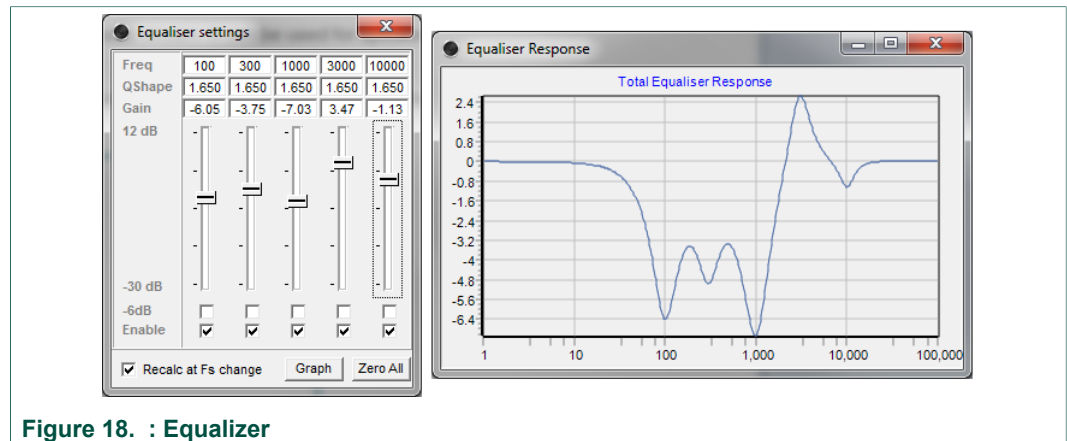 Equaliser settings
Freq 100 300 1000 3000 10000
QShape 1.650 1.650 1.650 1.650 1.650
Gain -6.05 -3.75 -7.03 3.47 -1.13
12 dB
-30 dB
-6dB
Enable
Recalc at Fs change Graph Zero All
Equaliser Response
Total Equaliser Response
2.4
1.6
0.8
0
-0.8
-1.6
-2.4
-3.2
-4
-4.8
-5.6
-6.4
1 10 100 1,000 10,000 100,000
Figure 18. : Equalizer